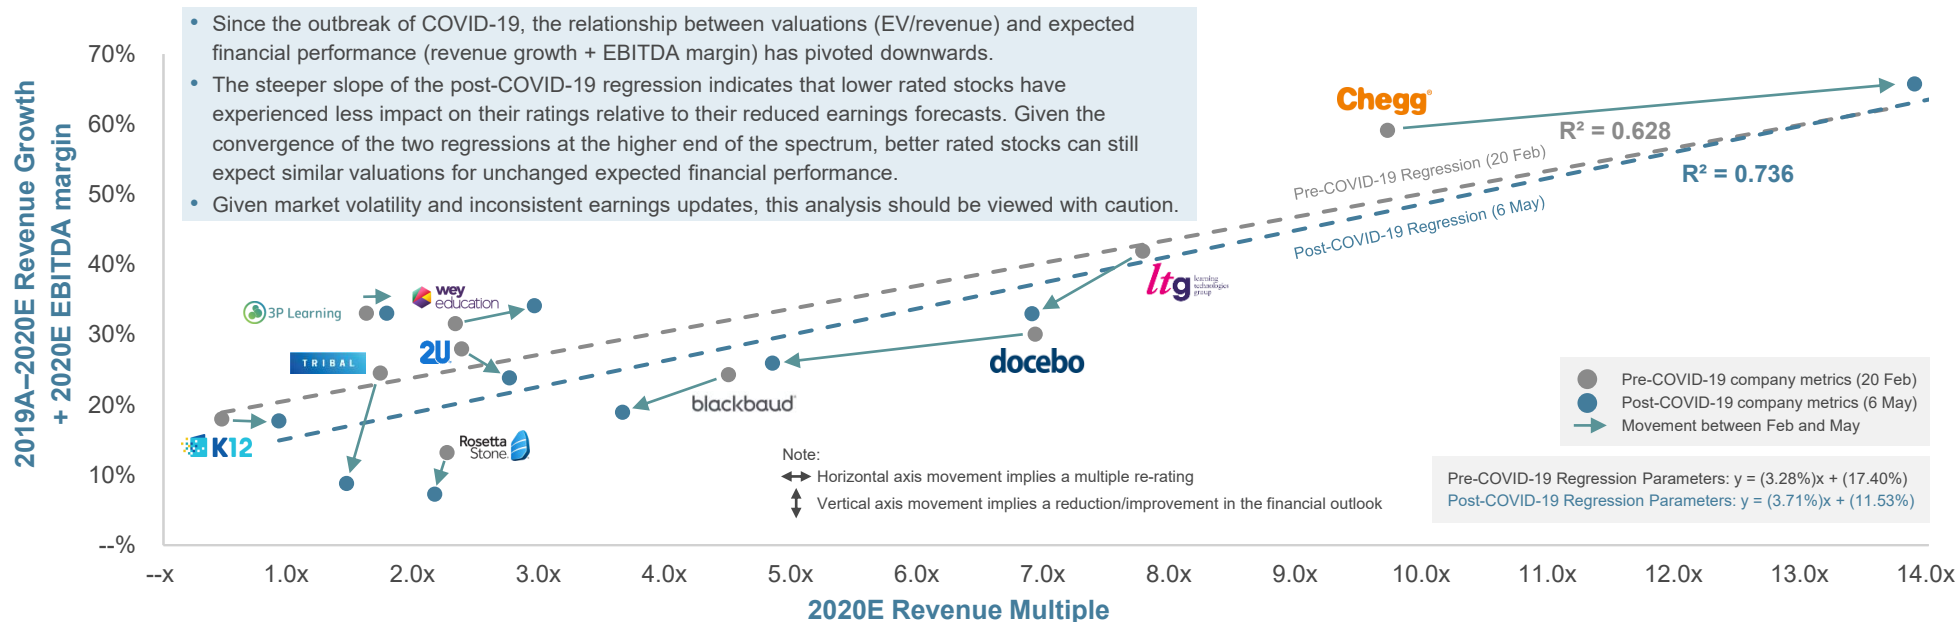 • Since the outbreak of COVID-19, the relationship between valuations (EV/revenue) and expected
financial performance (revenue growth + EBITDA margin) has pivoted downwards.
• The steeper slope of the post-COVID-19 regression indicates that lower rated stocks have
experienced less impact on their ratings relative to their reduced earnings forecasts. Given the
convergence of the two regressions at the higher end of the spectrum, better rated stocks can still
expect similar valuations for unchanged expected financial performance.
• Given market volatility and inconsistent earnings updates, this analysis should be viewed with caution.
2019A–2020E Revenue Growth
+ 2020E EBITDA margin
70%
60%
50%
40%
30%
20%
10%
--%
Chegg®
R² = 0.628
Pre-COVID-19 Regression (20 Feb)
R² = 0.736
Post-COVID-19 Regression (6 May)
3P Learning
wey
education
ltg
learning
technologies
group
TRIBAL
2U
docebo
blackbaud
K12
Rosetta
Stone
Pre-COVID-19 company metrics (20 Feb)
Post-COVID-19 company metrics (6 May)
Movement between Feb and May
Note:
Horizontal axis movement implies a multiple re-rating
Vertical axis movement implies a reduction/improvement in the financial outlook
Pre-COVID-19 Regression Parameters: y = (3.28%)x + (17.40%)
Post-COVID-19 Regression Parameters: y = (3.71%)x + (11.53%)
--x
1.0x
2.0x
3.0x
4.0x
5.0x
6.0x
7.0x
8.0x
9.0x
10.0x
11.0x
12.0x
13.0x
14.0x
2020E Revenue Multiple